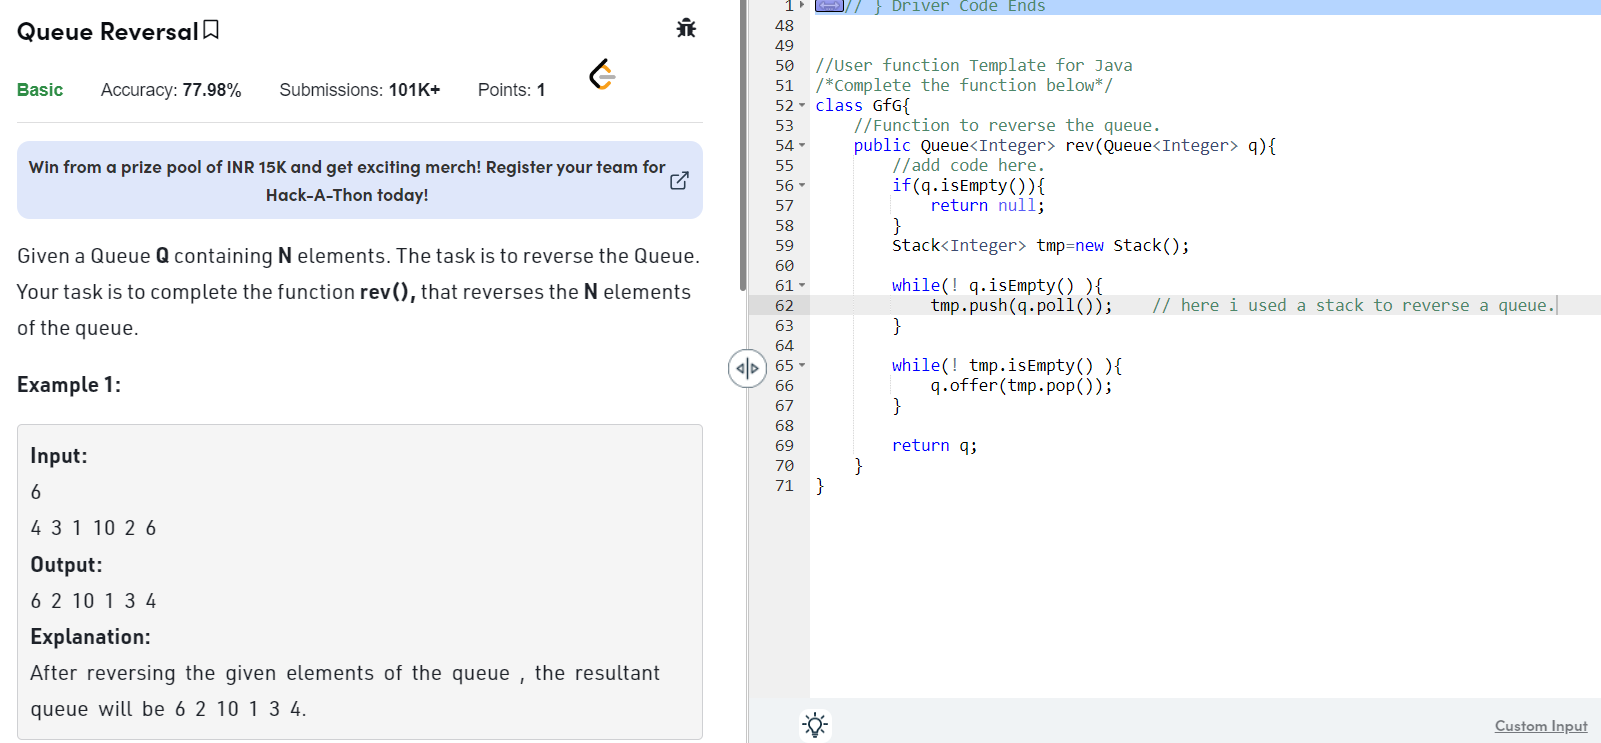 Queue Reversal
Basic Accuracy: 77.98% Submissions: 101K+ Points: 1
Win from a prize pool of INR 15K and get exciting merch! Register your team for
Hack-A-Thon today!
Given a Queue Q containing N elements. The task is to reverse the Queue.
Your task is to complete the function rev(), that reverses the N elements
of the queue.
Example 1:
Input:
6
4 3 1 10 2 6
Output:
6 2 10 1 3 4
Explanation:
After reversing the given elements of the queue , the resultant
queue will be 6 2 10 1 3 4.
1 // } Driver Code Ends
48
49
50 //User function Template for Java
51 /*Complete the function below*/
52 class GfG{
53     //Function to reverse the queue.
54     public Queue<Integer> rev(Queue<Integer> q){
55         //add code here.
56         if(q.isEmpty()){
57             return null;
58         }
59         Stack<Integer> tmp=new Stack();
60
61         while(! q.isEmpty() ){
62             tmp.push(q.poll());    // here i used a stack to reverse a queue.
63         }
64
65         while(! tmp.isEmpty() ){
66             q.offer(tmp.pop());
67         }
68
69         return q;
70     }
71 }
Custom Input